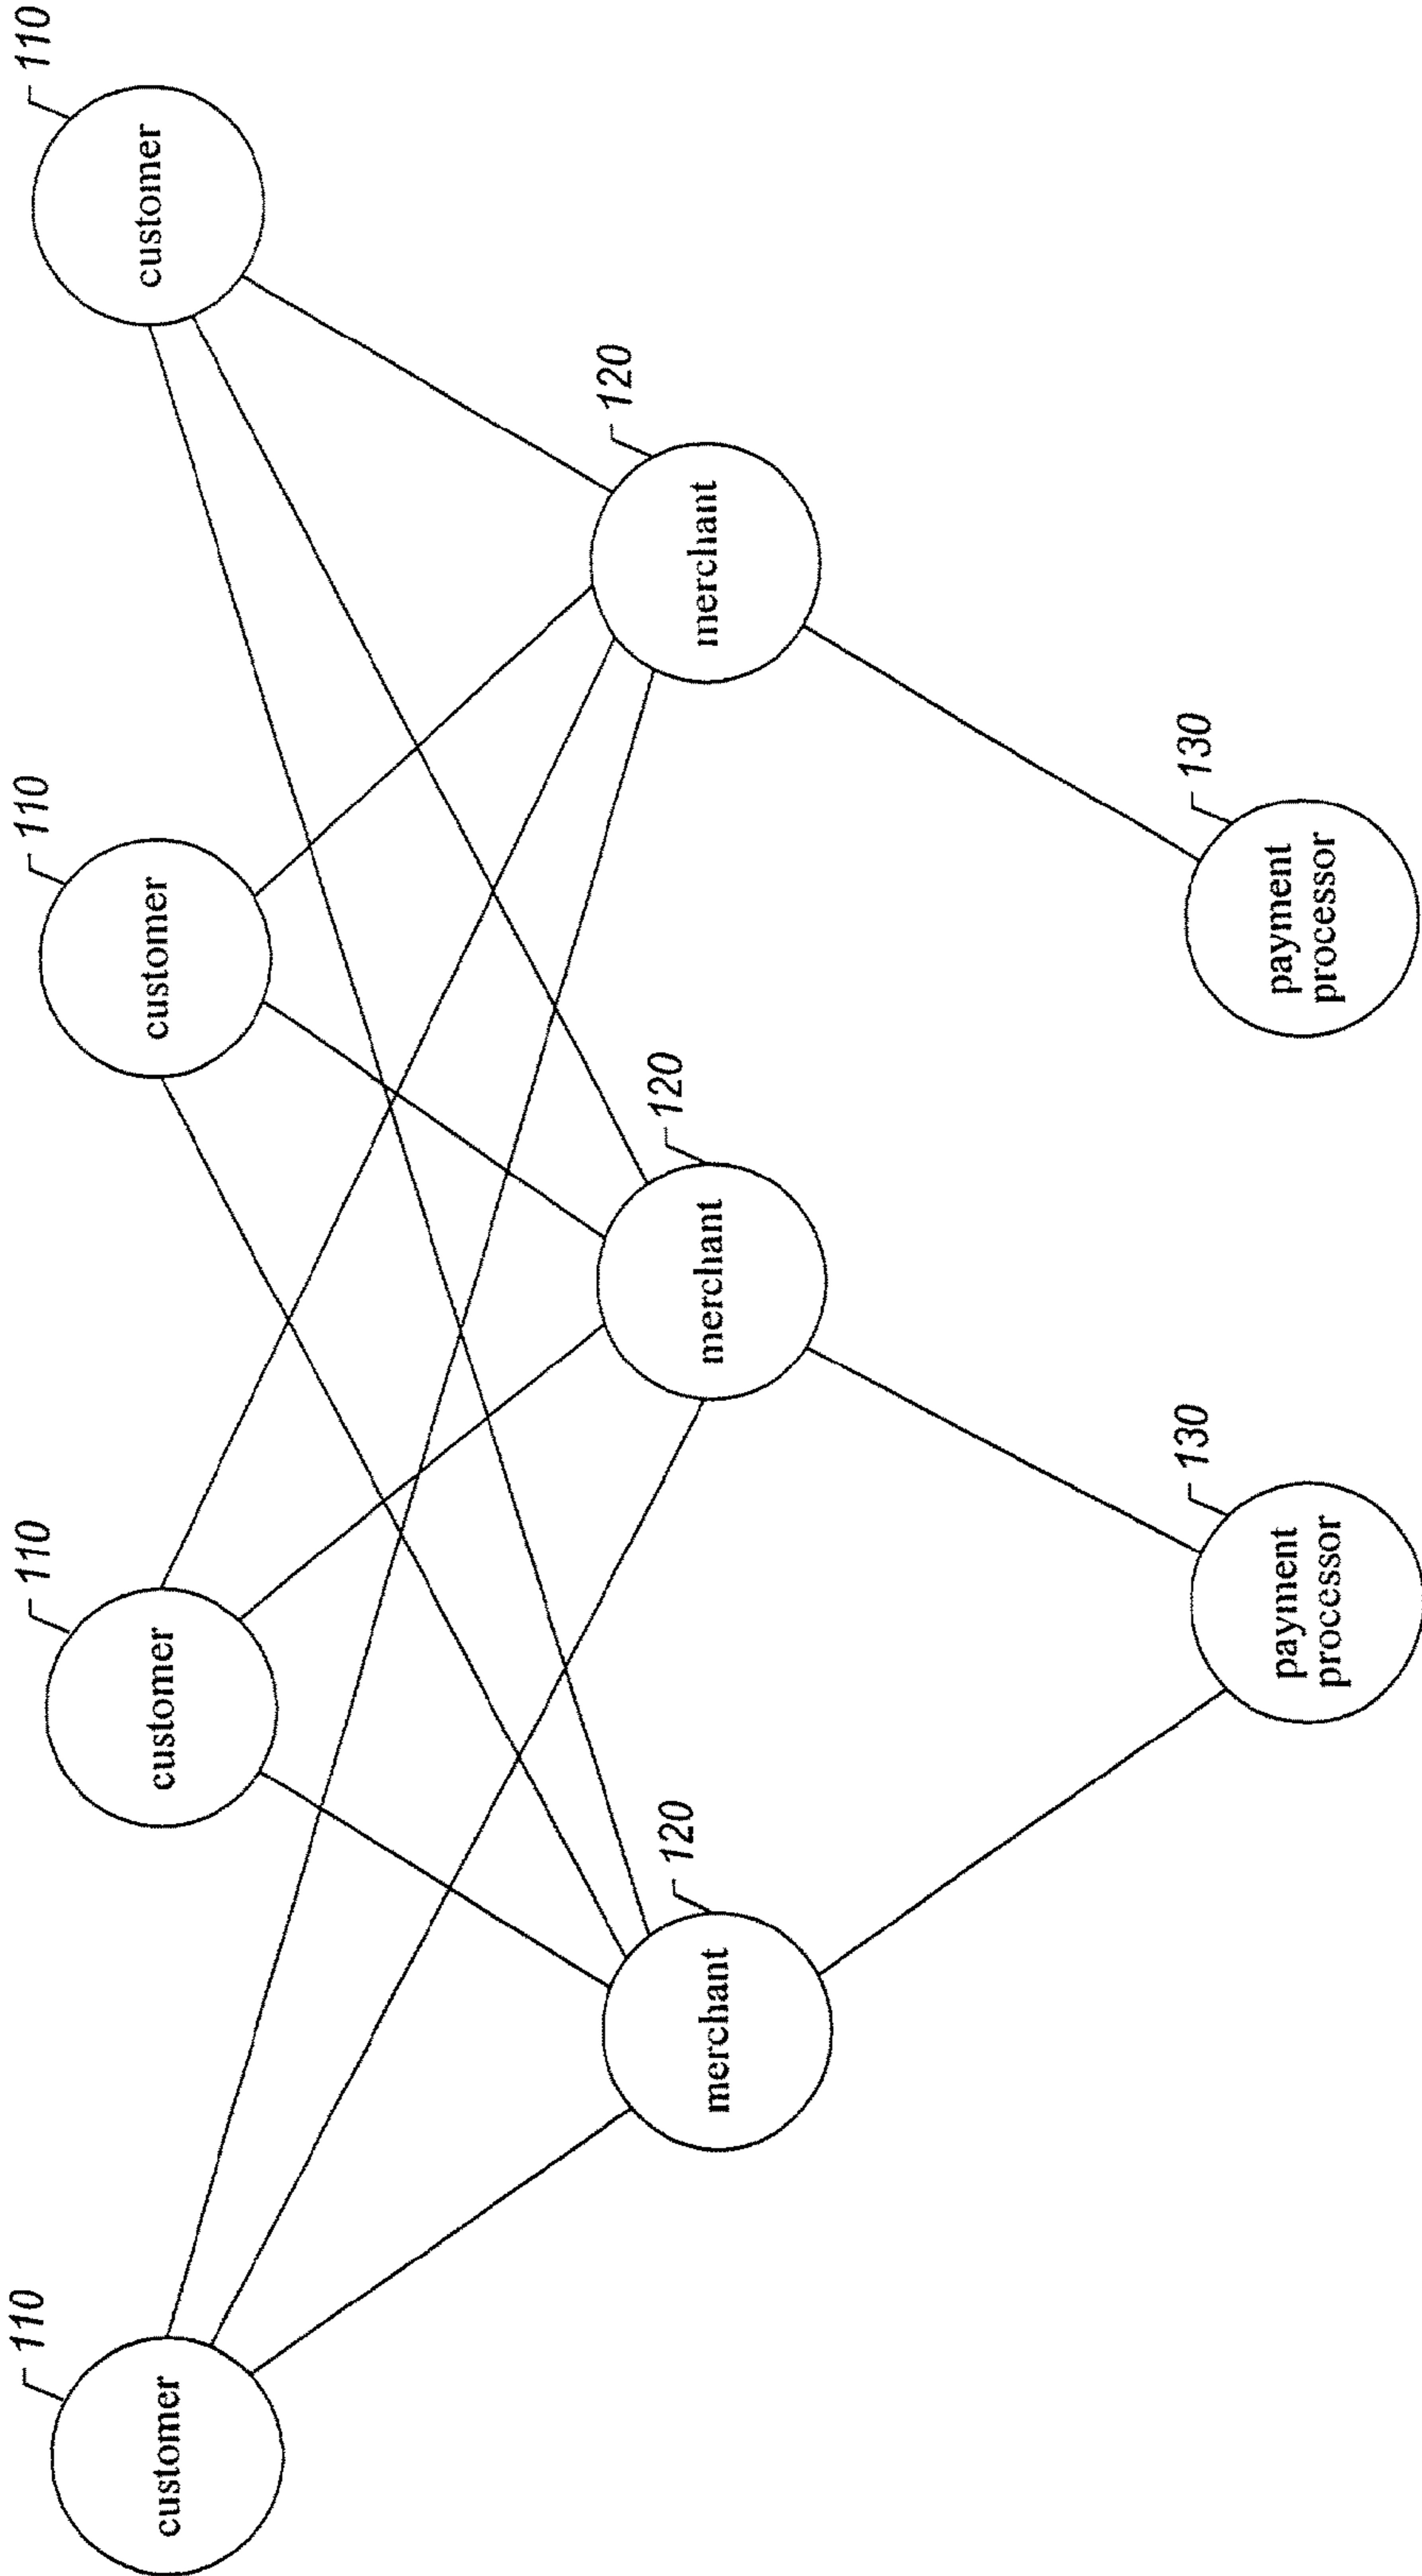 110
110
110
110
customer
customer
customer
customer
120
120
120
merchant
merchant
merchant
130
130
payment
processor
payment
processor